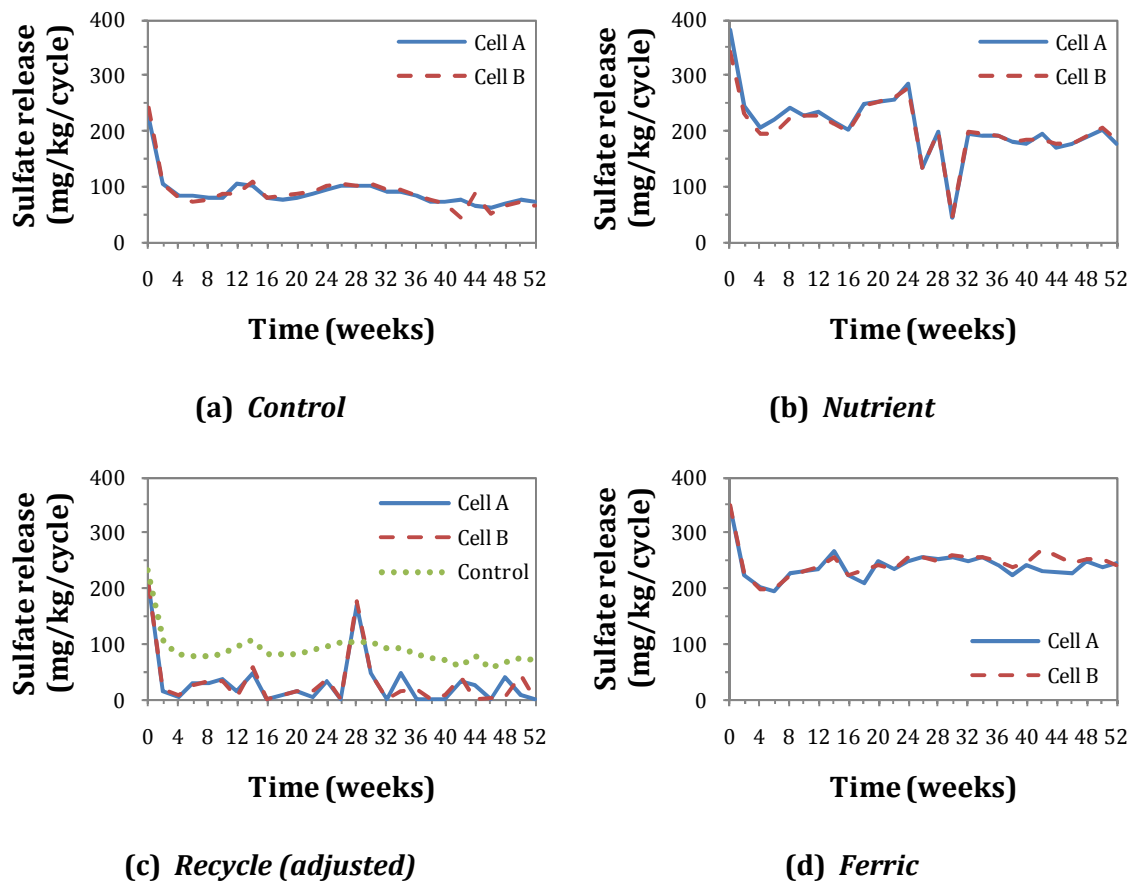 Sulfate release
(mg/kg/cycle)
400
300
200
100
0
Cell A
Cell B
0 4 8 12 16 20 24 28 32 36 40 44 48 52
Time (weeks)
(a) Control
Sulfate release
(mg/kg/cycle)
400
300
200
100
0
Cell A
Cell B
0 4 8 12 16 20 24 28 32 36 40 44 48 52
Time (weeks)
(b) Nutrient
Sulfate release
(mg/kg/cycle)
400
300
200
100
0
Cell A
Cell B
Control
0 4 8 12 16 20 24 28 32 36 40 44 48 52
Time (weeks)
(c) Recycle (adjusted)
Sulfate release
(mg/kg/cycle)
400
300
200
100
0
Cell A
Cell B
0 4 8 12 16 20 24 28 32 36 40 44 48 52
Time (weeks)
(d) Ferric